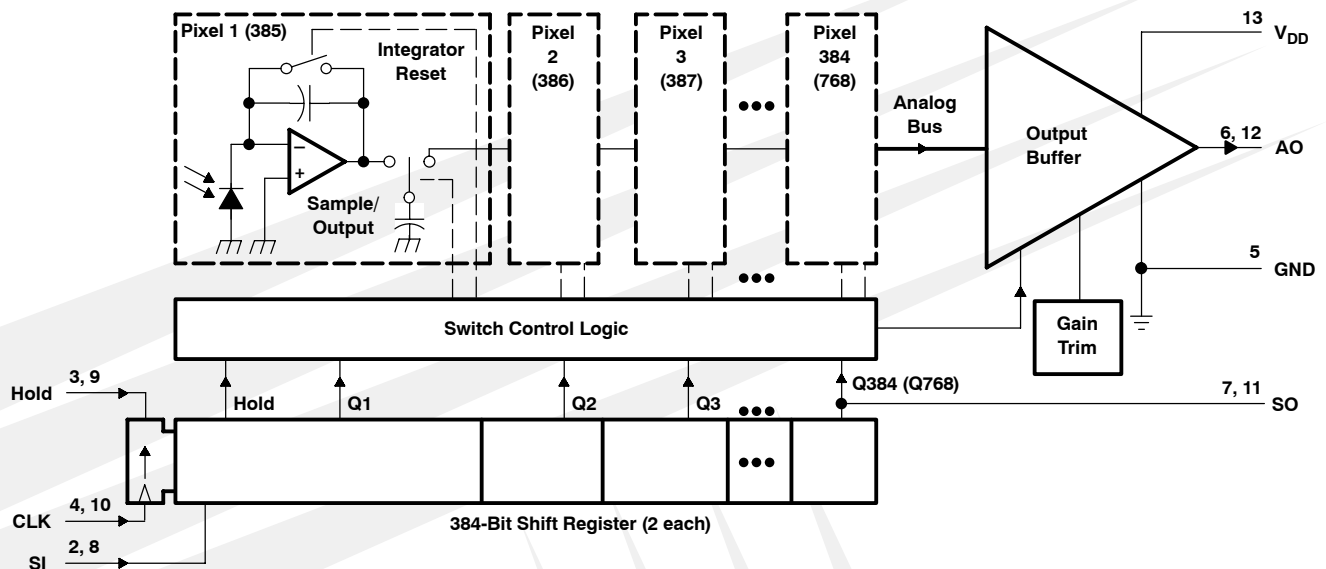 Pixel 1 (385)
Integrator
Reset
Sample/
Output
−
+
Pixel
2
(386)
Pixel
3
(387)
Pixel
384
(768)
Analog
Bus
Output
Buffer
13
VDD
6, 12
AO
5
GND
Gain
Trim
Switch Control Logic
Hold
Q1
Q2
Q3
Q384 (Q768)
7, 11
SO
3, 9
Hold
4, 10
CLK
2, 8
SI
384-Bit Shift Register (2 each)